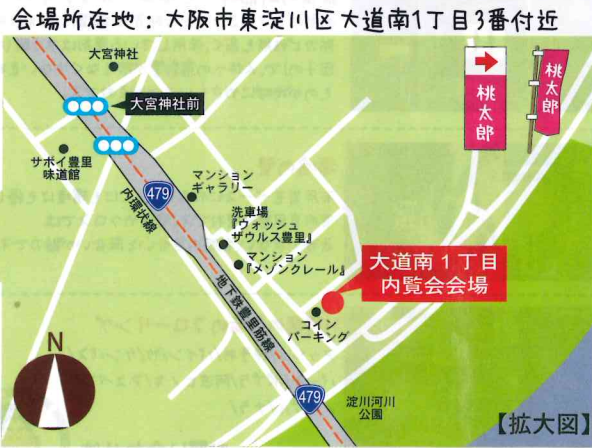 会場所在地：大阪市東淀川区大道南1丁目3番付近
大宮神社
大宮神社前
桃太郎
桃太郎
サボイ豊里
味道館
479
内環状線
マンション
ギャラリー
洗車場
『ウォッシュ
ザウルス豊里』
マンション
『メゾンクレール』
大道南1丁目
内覧会会場
地下鉄豊里筋線
コイン
パーキング
N
479
淀川河川
公園
【拡大図】